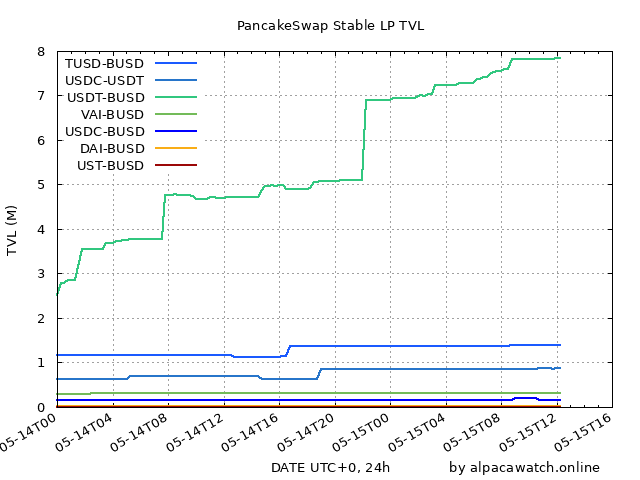 PancakeSwap Stable LP TVL
8
7
6
5
4
3
2
1
0
TVL (M)
TUSD-BUSD
USDC-USDT
USDT-BUSD
VAI-BUSD
USDC-BUSD
DAI-BUSD
UST-BUSD
05-14T00
05-14T04
05-14T08
05-14T12
05-14T16
05-14T20
05-15T00
05-15T04
05-15T08
05-15T12
05-15T16
DATE UTC+0, 24h
by alpacawatch.online